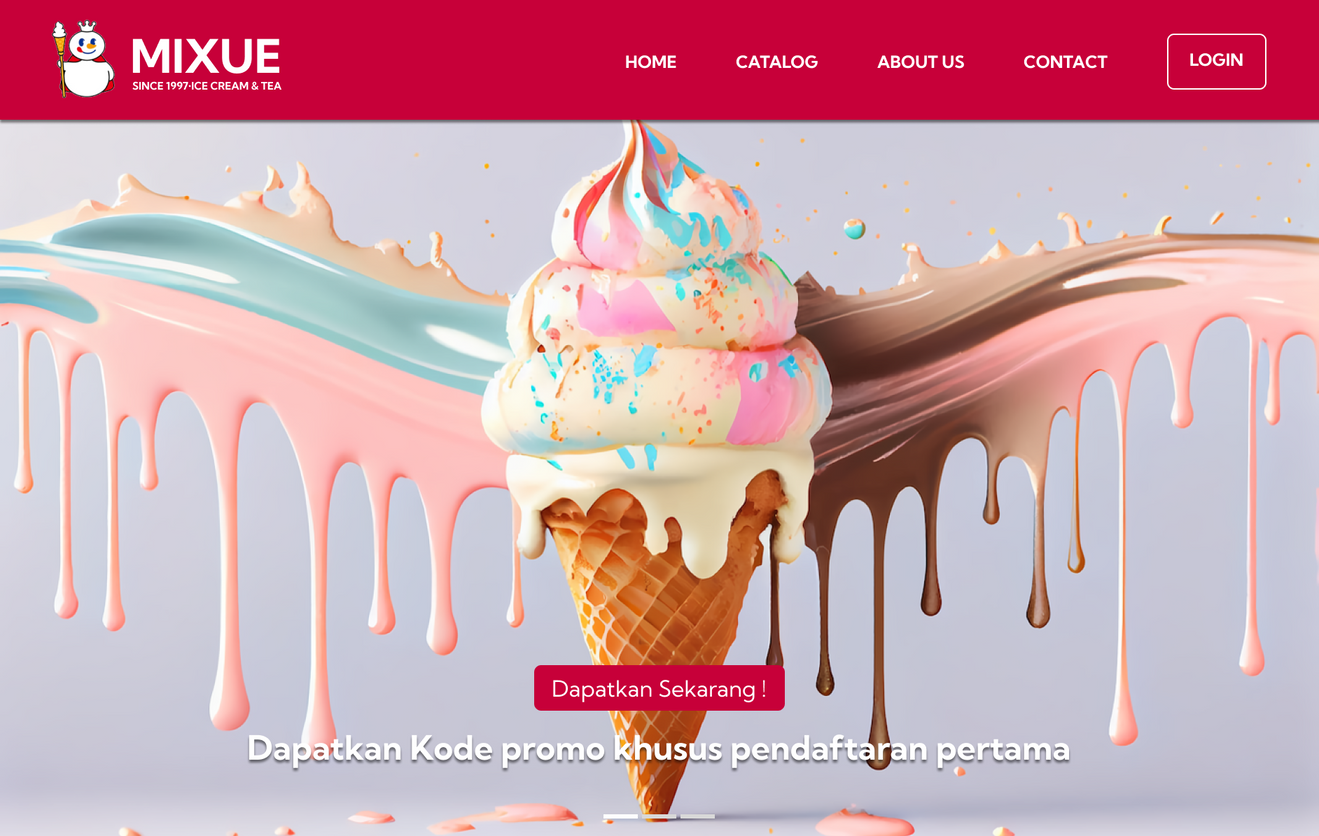 MIXUE
SINCE 1997·ICE CREAM & TEA
HOME CATALOG ABOUT US CONTACT LOGIN
Dapatkan Sekarang !
Dapatkan Kode promo khusus pendaftaran pertama